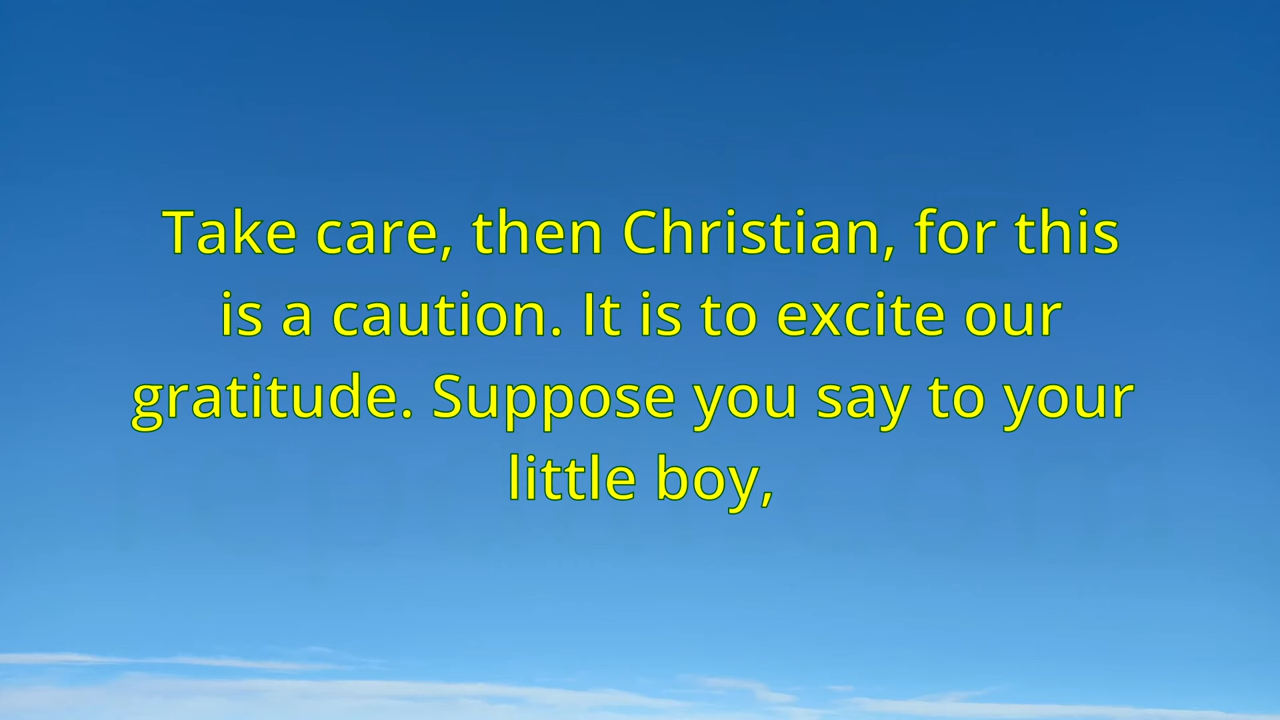 Take care, then Christian, for this
is a caution. It is to excite our
gratitude. Suppose you say to your
little boy,